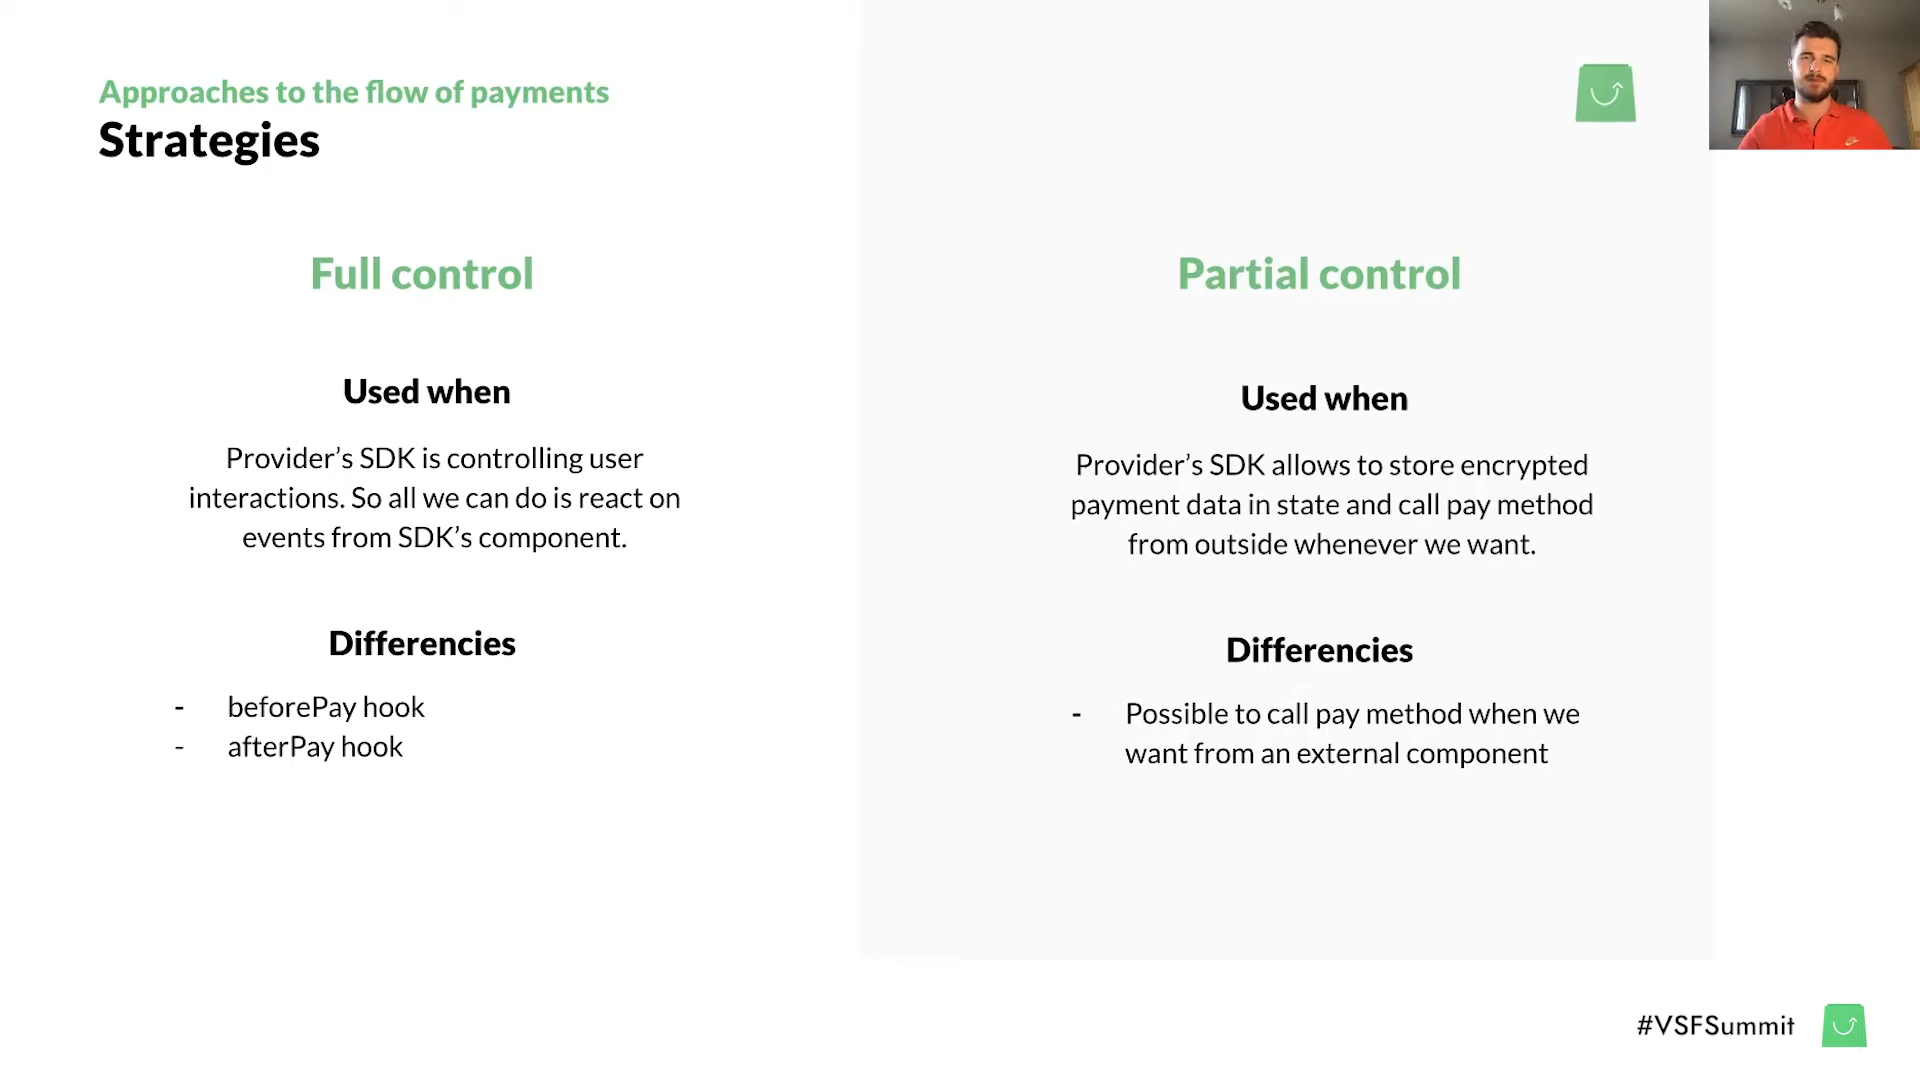 Approaches to the flow of payments
Strategies
Full control
Used when
Provider’s SDK is controlling user
interactions. So all we can do is react on
events from SDK’s component.
Differencies
- beforePay hook
- afterPay hook
Partial control
Used when
Provider’s SDK allows to store encrypted
payment data in state and call pay method
from outside whenever we want.
Differencies
- Possible to call pay method when we
want from an external component
#VSFSummit